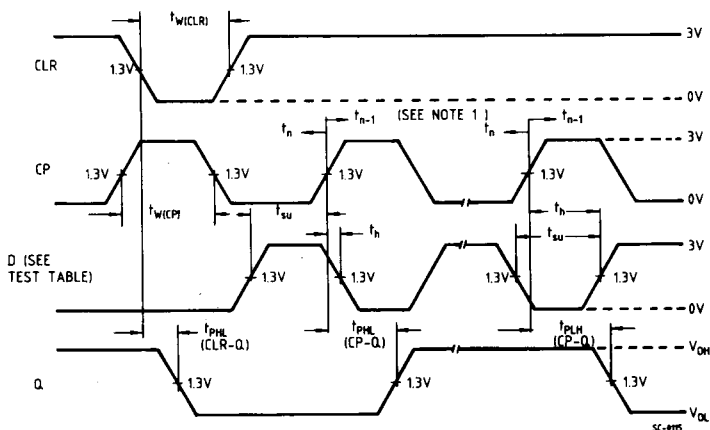 tW(CLR)
3V
CLR
1.3V
1.3V
0V
tn
tn-1
(SEE NOTE 1)
tn
tn-1
3V
CP
1.3V
1.3V
1.3V
1.3V
0V
tW(CP)
tsu
th
th
tsu
3V
D (SEE
TEST TABLE)
1.3V
1.3V
1.3V
1.3V
0V
tPHL
(CLR-Q)
tPHL
(CP-Q)
tPLH
(CP-Q)
VOH
Q
1.3V
1.3V
1.3V
VOL